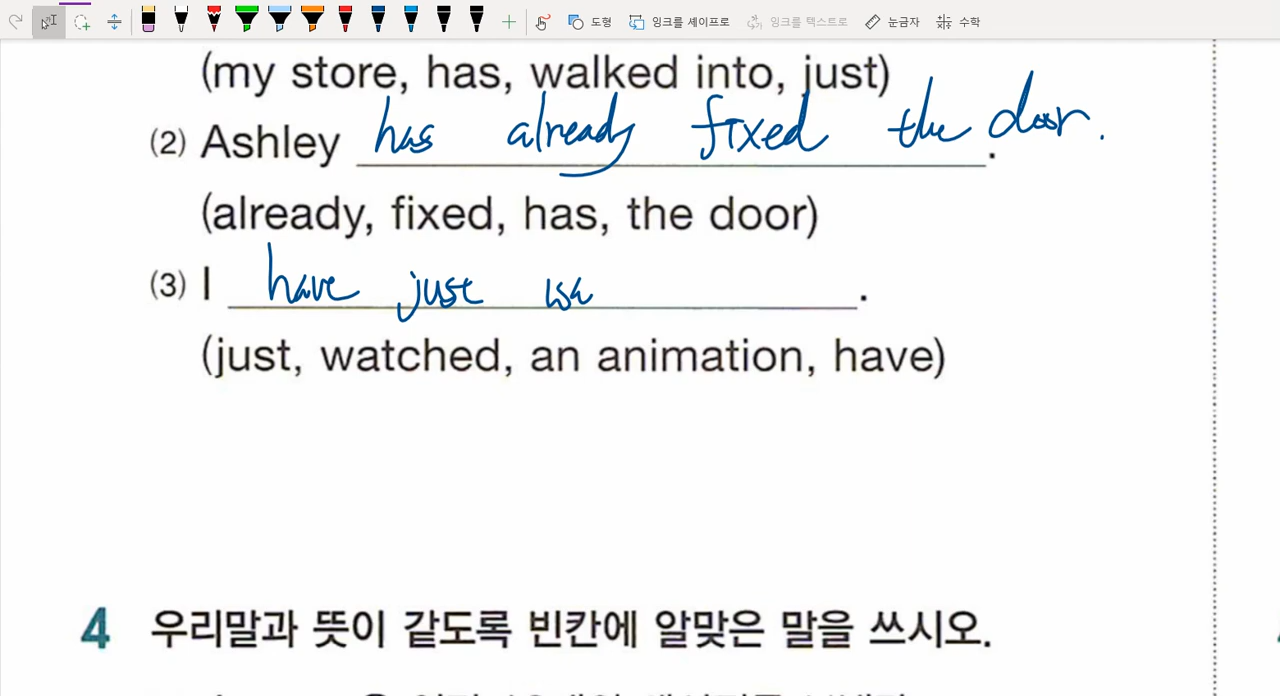 도형 잉크를 셰이프로 잉크를 텍스트로 눈금자 수학
(my store, has, walked into, just)
(2) Ashley has already fixed the door.
(already, fixed, has, the door)
(3) I have just wa .
(just, watched, an animation, have)
4 우리말과 뜻이 같도록 빈칸에 알맞은 말을 쓰시오.